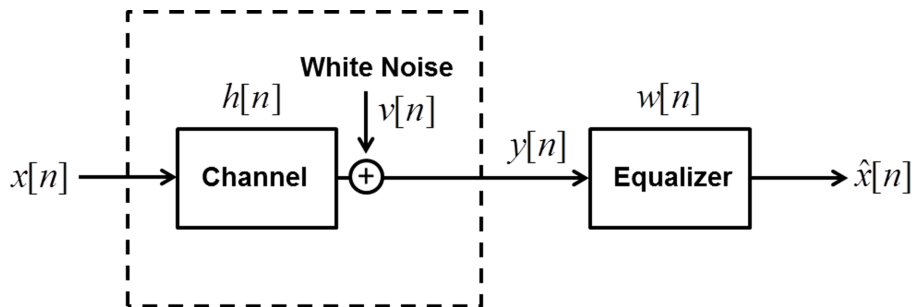 White Noise
h[n]
v[n]
w[n]
x[n]
Channel
+
y[n]
Equalizer
x̂[n]